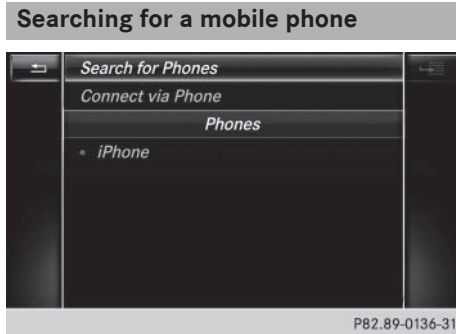 Searching for a mobile phone
Search for Phones
Connect via Phone
Phones
• iPhone
P82.89-0136-31